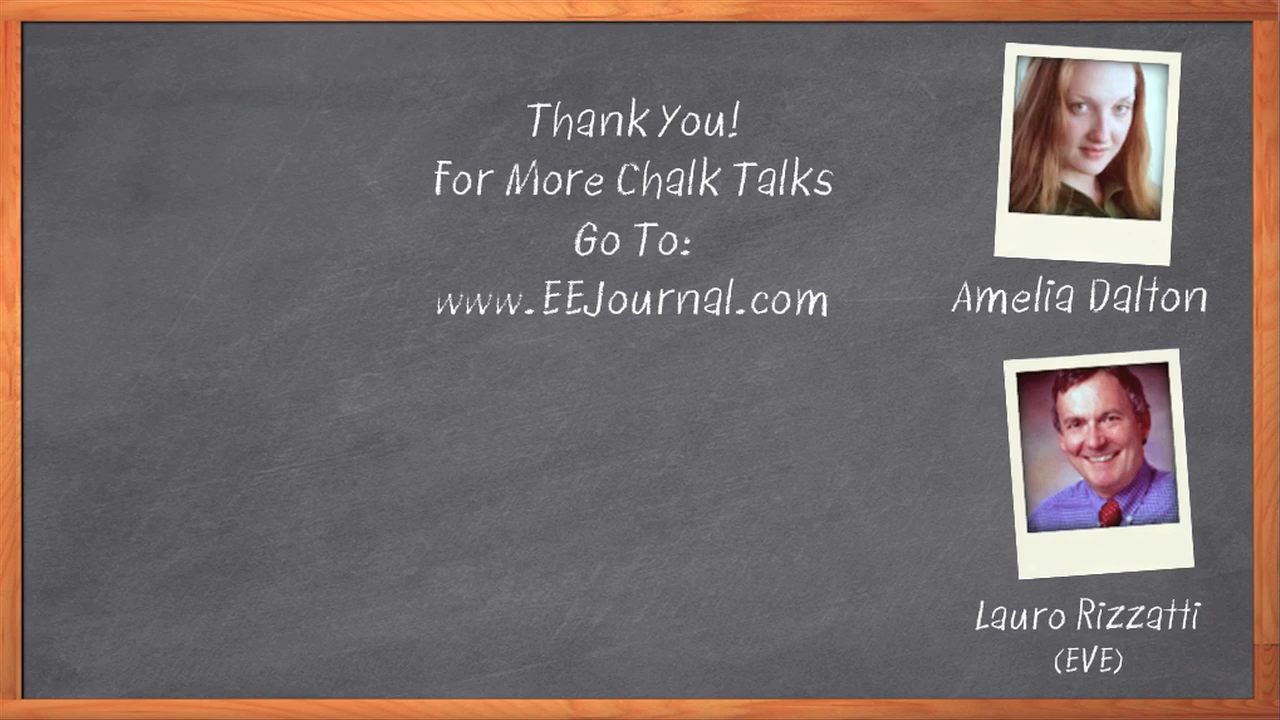 Thank You!
For More Chalk Talks
Go To:
www.EEJournal.com
Amelia Dalton
Lauro Rizzatti
(EVE)